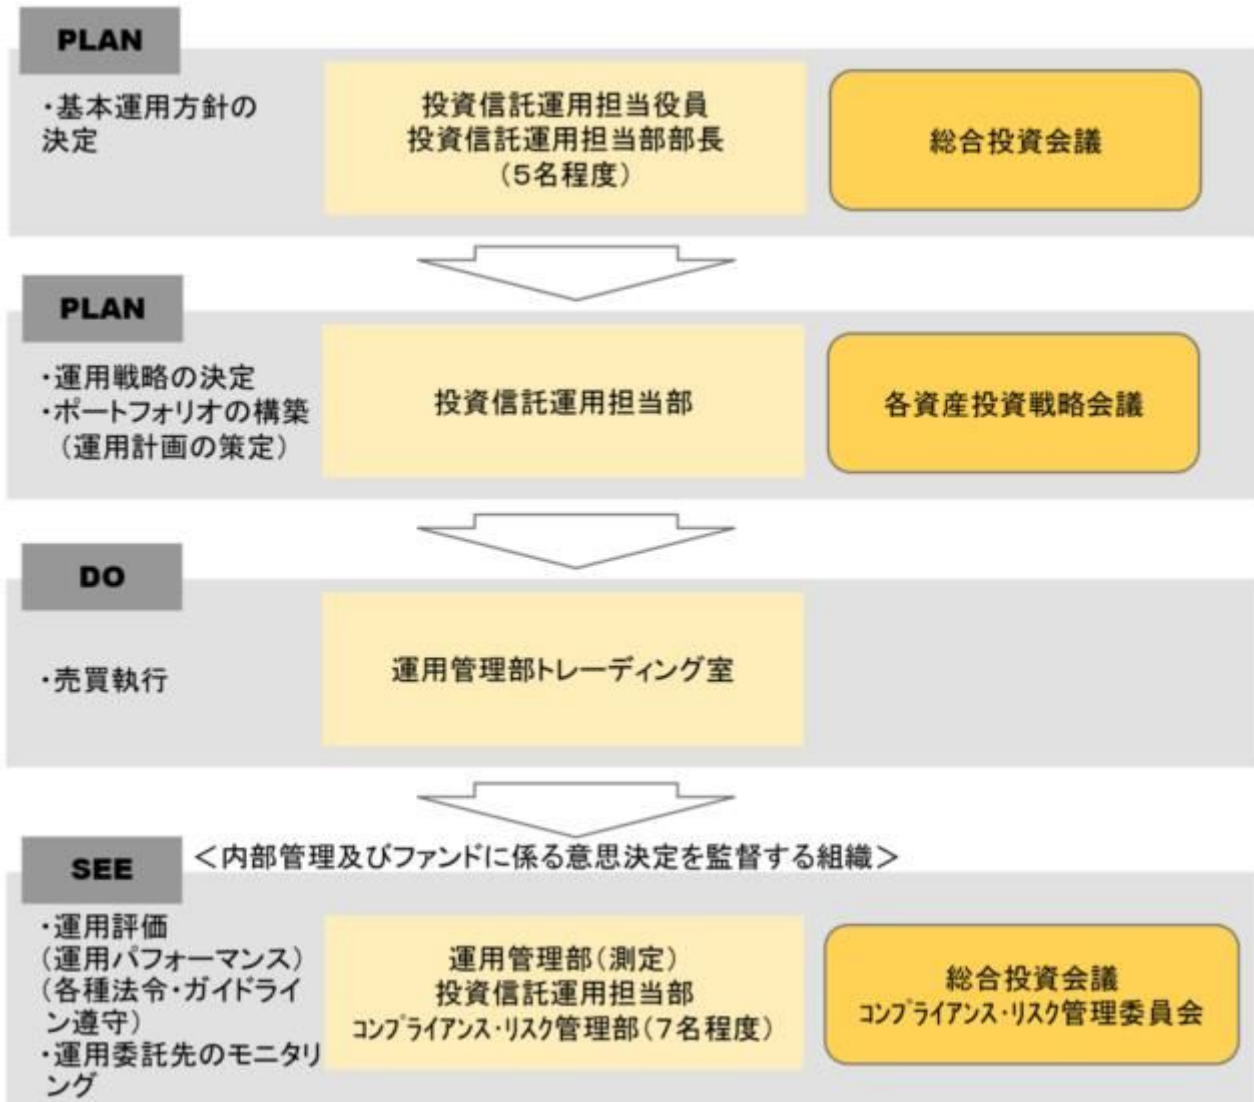 PLAN
・基本運用方針の
決定
投資信託運用担当役員
投資信託運用担当部部長
(5名程度)
総合投資会議
PLAN
・運用戦略の決定
・ポートフォリオの構築
(運用計画の策定)
投資信託運用担当部
各資産投資戦略会議
DO
・売買執行
運用管理部トレーディング室
SEE
＜内部管理及びファンドに係る意思決定を監督する組織＞
・運用評価
(運用パフォーマンス)
(各種法令・ガイドライ
ン遵守)
・運用委託先のモニタリ
ング
運用管理部(測定)
投資信託運用担当部
ｺﾝﾌﾟﾗｲｱﾝｽ・ﾘｽｸ管理部(7名程度)
総合投資会議
ｺﾝﾌﾟﾗｲｱﾝｽ・ﾘｽｸ管理委員会